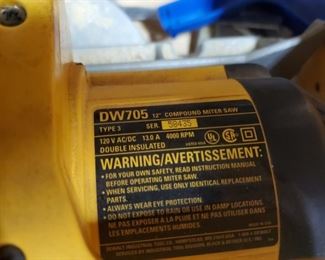 DW705 12" COMPOUND MITER SAW
TYPE 3 SER
120 V AC/DC 13.0 A 4000 RPM
DOUBLE INSULATED
WARNING/AVERTISSEMENT:
• FOR YOUR OWN SAFETY, READ INSTRUCTION MANUAL
BEFORE OPERATING MITER SAW.
• WHEN SERVICING, USE ONLY IDENTICAL REPLACEMENT
PARTS.
• ALWAYS WEAR EYE PROTECTION.
• DO NOT EXPOSE TO RAIN OR USE IN DAMP LOCATIONS
• NE PAS EXPOSER A LA PLUIE ET NE PAS UTILISER DANS
LES EMPLACEMENTS HUMIDES.